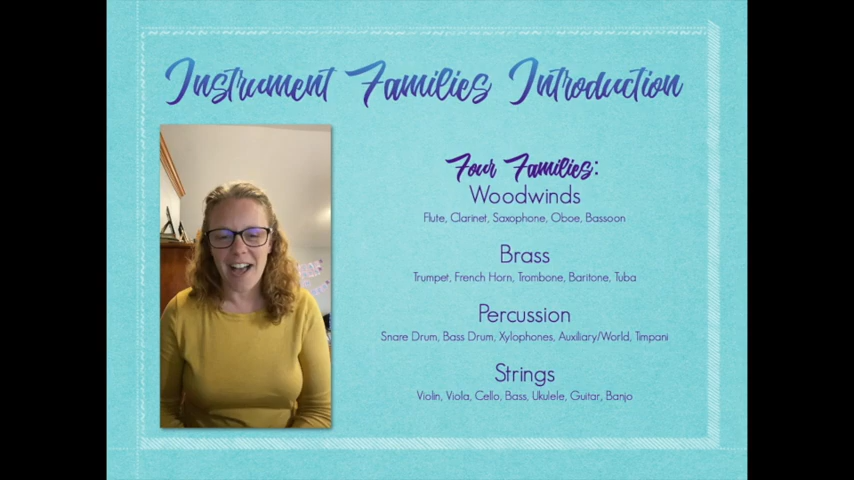 Instrument Families Introduction
Four Families:
Woodwinds
Flute, Clarinet, Saxophone, Oboe, Bassoon
Brass
Trumpet, French Horn, Trombone, Baritone, Tuba
Percussion
Snare Drum, Bass Drum, Xylophones, Auxiliary/World, Timpani
Strings
Violin, Viola, Cello, Bass, Ukulele, Guitar, Banjo